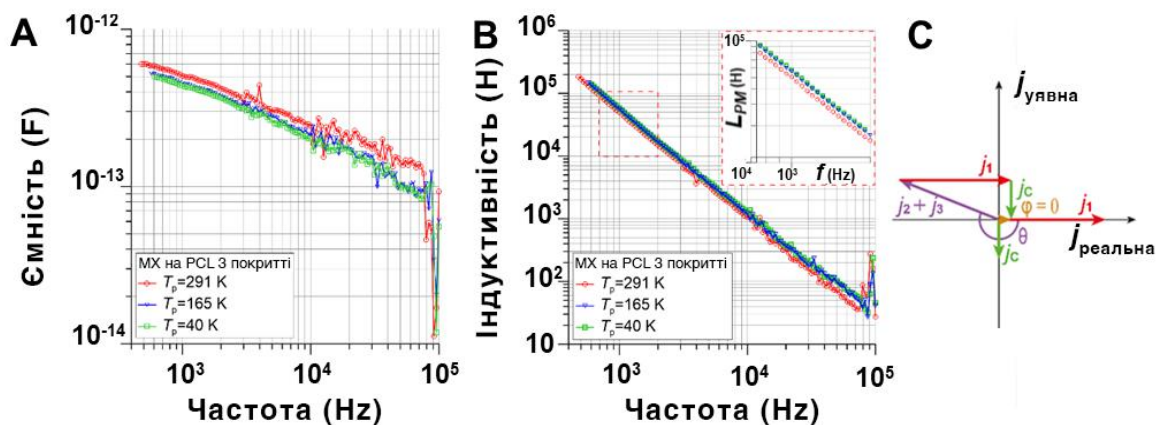 A
10⁻¹²
10⁻¹³
10⁻¹⁴
Ємність (F)
МХ на PCL 3 покритті
Tp=291 K
Tp=165 K
Tp=40 K
10³
10⁴
10⁵
Частота (Hz)
B
10⁶
10⁵
10⁴
10³
10²
10
Індуктивність (H)
10⁵
LPM (H)
10⁴
10³
f (Hz)
МХ на PCL 3 покритті
Tp=291 K
Tp=165 K
Tp=40 K
10³
10⁴
10⁵
Частота (Hz)
C
jуявна
j₁
jc
φ=0
j₁
j₂+j₃
θ
jc
jреальна